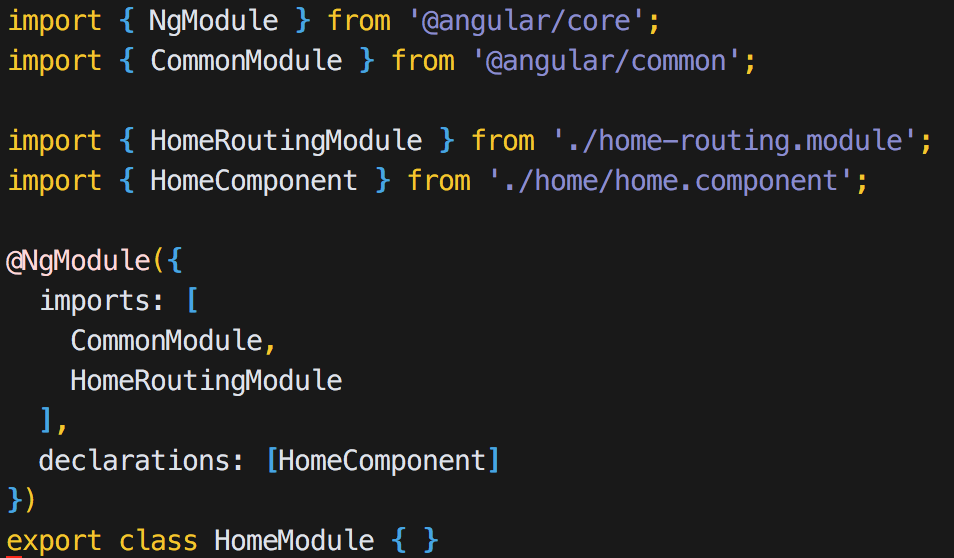 import { NgModule } from '@angular/core';
import { CommonModule } from '@angular/common';

import { HomeRoutingModule } from './home-routing.module';
import { HomeComponent } from './home/home.component';

@NgModule({
  imports: [
    CommonModule,
    HomeRoutingModule
  ],
  declarations: [HomeComponent]
})
export class HomeModule { }